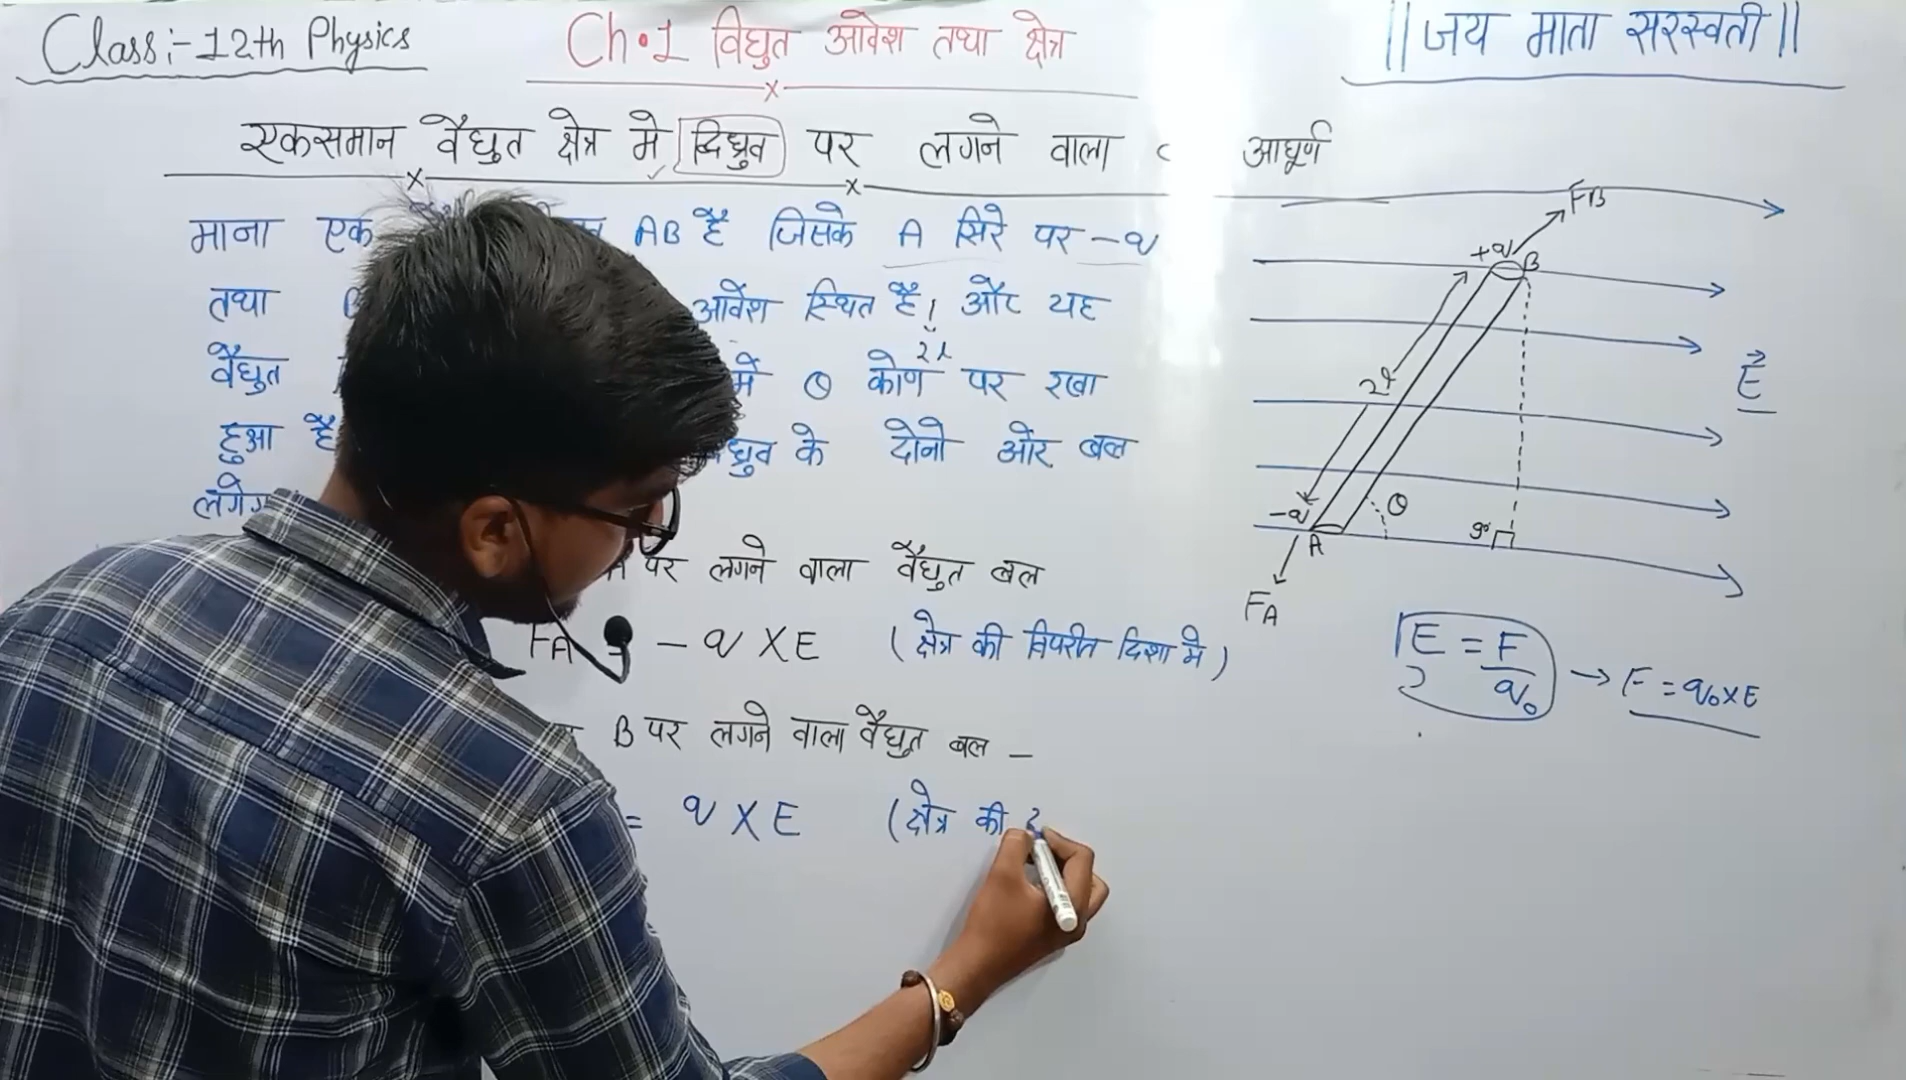 Class:-12th Physics
Ch.1 विधुत आवेश तथा क्षेत्र
||जय माता सरस्वती||
एकसमान वैधुत क्षेत्र मे द्विध्रुव पर लगने वाला आघूर्ण
माना एक AB है जिसके A सिरे पर -q
तथा आवेश स्थित है। और यह
2l
वैधुत में θ कोण पर रखा
हुआ है के दोनो ओर बल
पर लगने वाला वैधुत बल
FA = - q X E (क्षेत्र की विपरीत दिशा मे)
B पर लगने वाला वैधुत बल -
= q X E (क्षेत्र की
FB
+q
B
2l
E
-q
A
θ
90°
FA
E = F/q₀ → F = q₀ x E